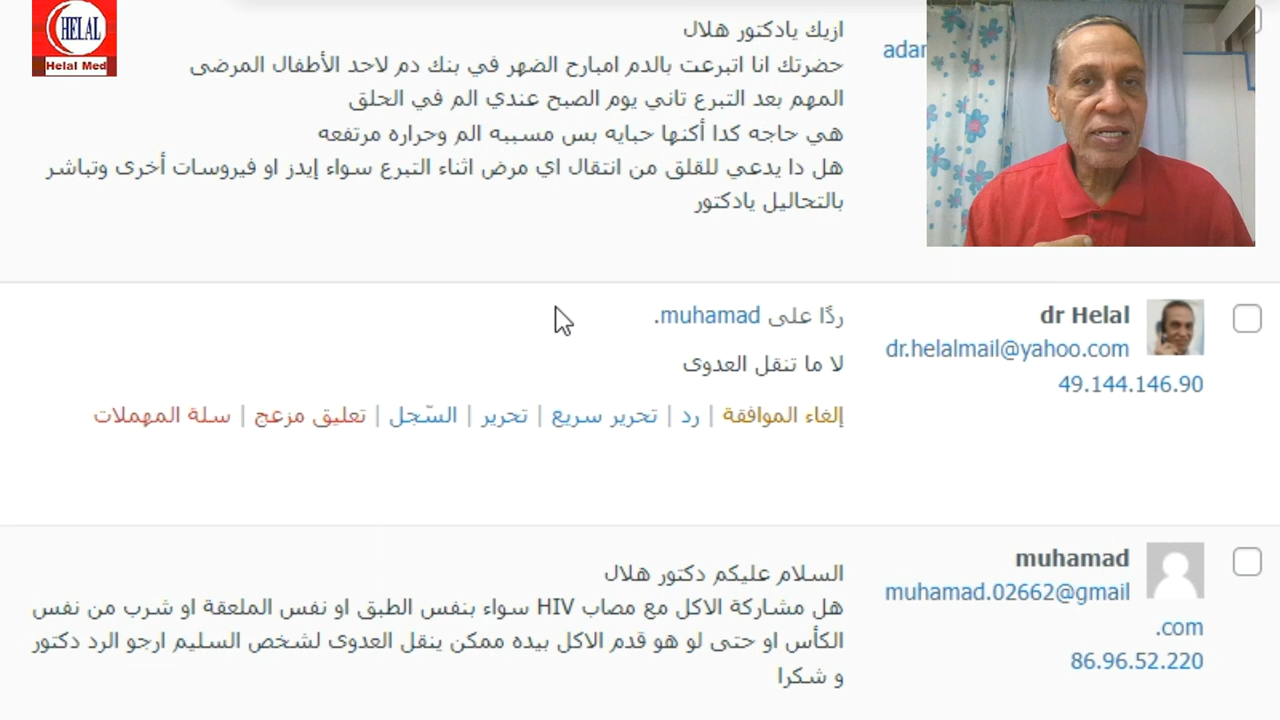 HELAL
Helal Med
ازيك يادكتور هلال
حضرتك انا اتبرعت بالدم امبارح الضهر في بنك دم لاحد الأطفال المرضى
المهم بعد التبرع تاني يوم الصبح عندي الم في الحلق
هي حاجه كدا أكنها حبايه بس مسببه الم وحراره مرتفعه
هل دا يدعي للقلق من انتقال اي مرض اثناء التبرع سواء إيدز او فيروسات أخرى وتباشر
بالتحاليل يادكتور
dr Helal
dr.helalmail@yahoo.com
49.144.146.90
ردًا على muhamad.
لا ما تنقل العدوى
إلغاء الموافقة | رد | تحرير سريع | تحرير | السّجل | تعليق مزعج | سلة المهملات
muhamad
muhamad.02662@gmail
.com
86.96.52.220
السلام عليكم دكتور هلال
هل مشاركة الاكل مع مصاب HIV سواء بنفس الطبق او نفس الملعقة او شرب من نفس
الكأس او حتى لو هو قدم الاكل بيده ممكن ينقل العدوى لشخص السليم ارجو الرد دكتور
و شكرا